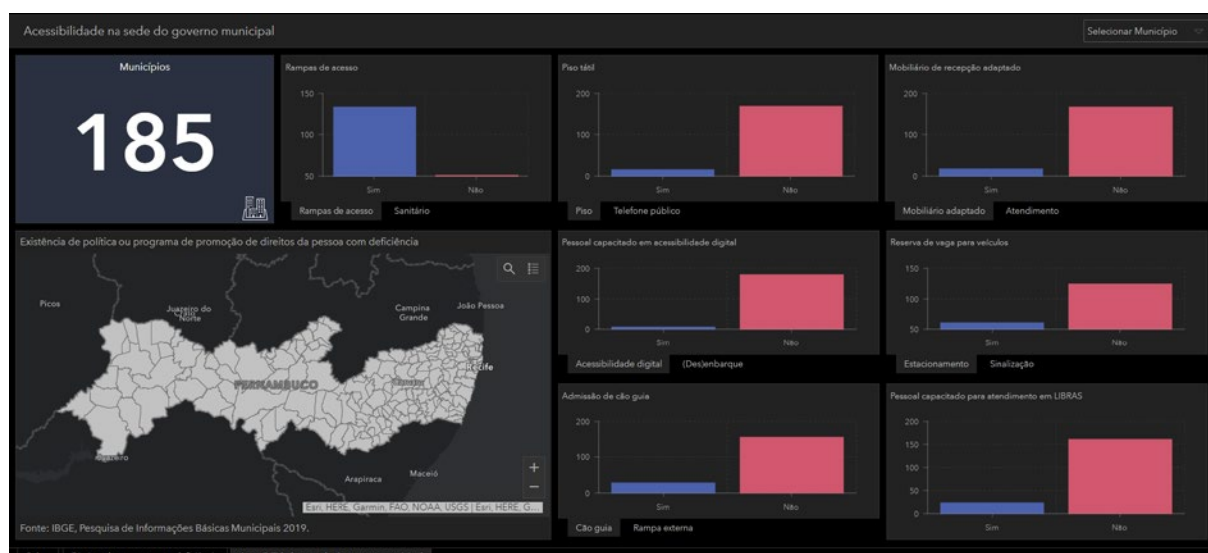 Acessibilidade na sede do governo municipal
Selecionar Município
Municípios
185
Rampas de acesso
150
100
50
Sim
Não
Rampas de acesso
Sanitário
Piso tátil
200
100
0
Sim
Não
Piso
Telefone público
Mobiliário de recepção adaptado
200
100
0
Sim
Não
Mobiliário adaptado
Atendimento
Existência de política ou programa de promoção de direitos da pessoa com deficiência
Picos
Juazeiro do
Norte
Campina
Grande
João Pessoa
Recife
PERNAMBUCO
Caruaru
Arapiraca
Maceió
+
−
Esri, HERE, Garmin, FAO, NOAA, USGS | Esri, HERE, G...
Fonte: IBGE, Pesquisa de Informações Básicas Municipais 2019.
Pessoal capacitado em acessibilidade digital
200
100
0
Sim
Não
Acessibilidade digital
(Des)enbarque
Reserva de vaga para veículos
150
100
50
Sim
Não
Estacionamento
Sinalização
Admissão de cão guia
200
100
0
Sim
Não
Cão guia
Rampa externa
Pessoal capacitado para atendimento em LIBRAS
200
150
100
50
0
Sim
Não